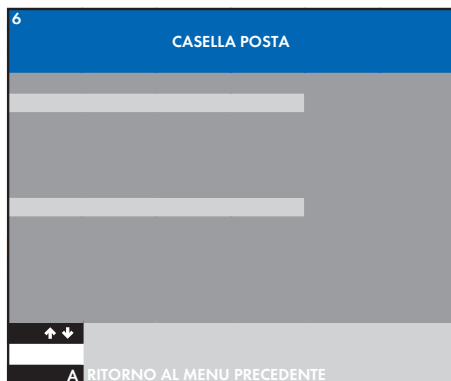 6
CASELLA POSTA
↑ ↓
A RITORNO AL MENU PRECEDENTE